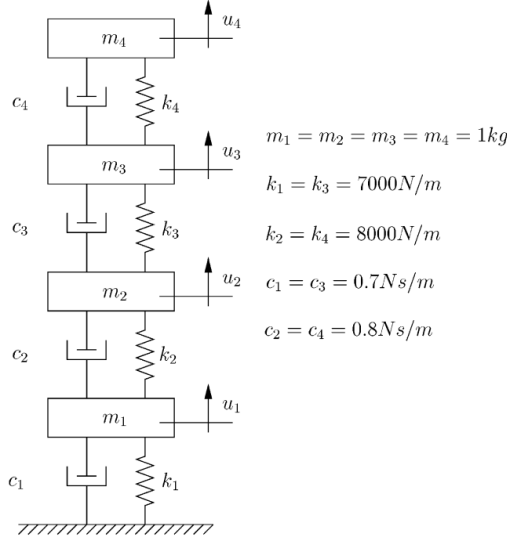 u₄
m₄
c₄
k₄
u₃
m₃
c₃
k₃
u₂
m₂
c₂
k₂
u₁
m₁
c₁
k₁
m₁ = m₂ = m₃ = m₄ = 1kg
k₁ = k₃ = 7000N/m
k₂ = k₄ = 8000N/m
c₁ = c₃ = 0.7Ns/m
c₂ = c₄ = 0.8Ns/m